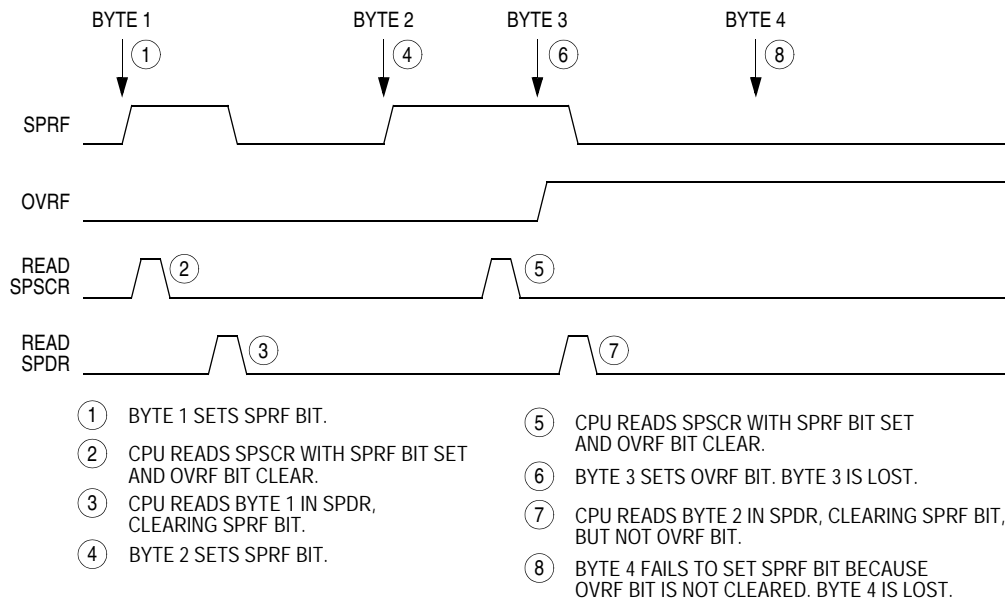 BYTE 1 BYTE 2 BYTE 3 BYTE 4
1 4 6 8
SPRF
OVRF
READ
SPSCR
2 5
READ
SPDR
3 7
1 BYTE 1 SETS SPRF BIT.
2 CPU READS SPSCR WITH SPRF BIT SET
AND OVRF BIT CLEAR.
3 CPU READS BYTE 1 IN SPDR,
CLEARING SPRF BIT.
4 BYTE 2 SETS SPRF BIT.
5 CPU READS SPSCR WITH SPRF BIT SET
AND OVRF BIT CLEAR.
6 BYTE 3 SETS OVRF BIT. BYTE 3 IS LOST.
7 CPU READS BYTE 2 IN SPDR, CLEARING SPRF BIT,
BUT NOT OVRF BIT.
8 BYTE 4 FAILS TO SET SPRF BIT BECAUSE
OVRF BIT IS NOT CLEARED. BYTE 4 IS LOST.